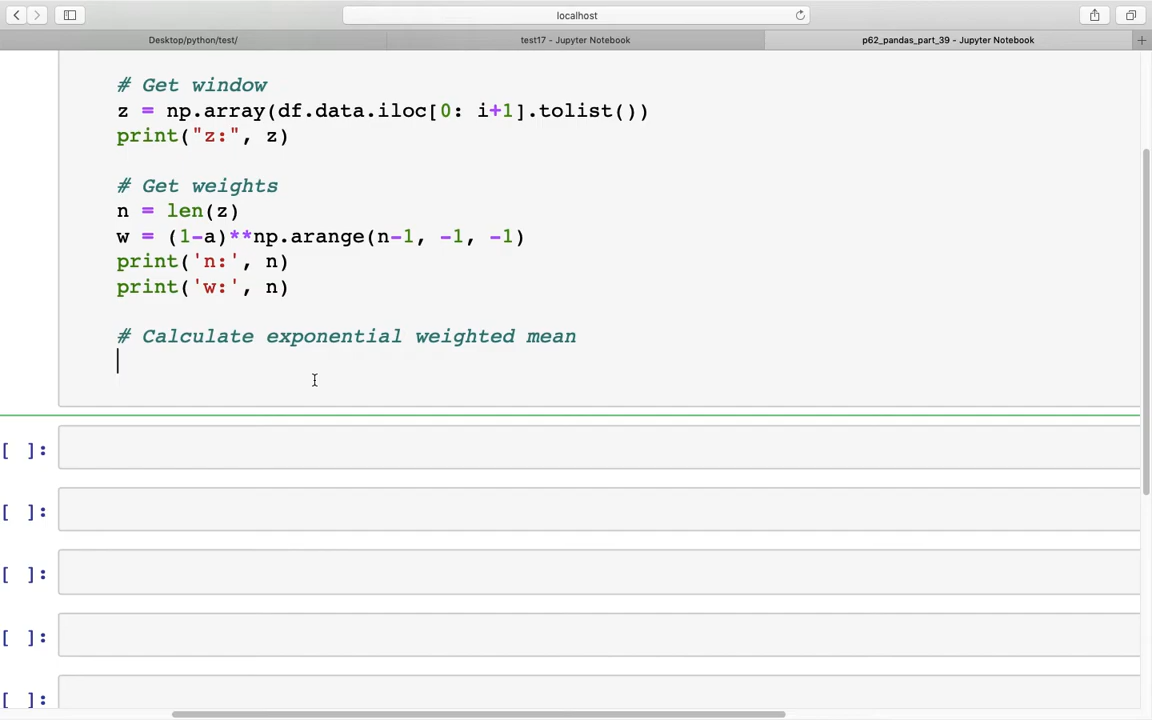 localhost
Desktop/python/test/
test17 - Jupyter Notebook
p62_pandas_part_39 - Jupyter Notebook
# Get window
z = np.array(df.data.iloc[0: i+1].tolist())
print("z:", z)
# Get weights
n = len(z)
w = (1-a)**np.arange(n-1, -1, -1)
print('n:', n)
print('w:', n)
# Calculate exponential weighted mean
[ ]:
[ ]:
[ ]:
[ ]:
[ ]: